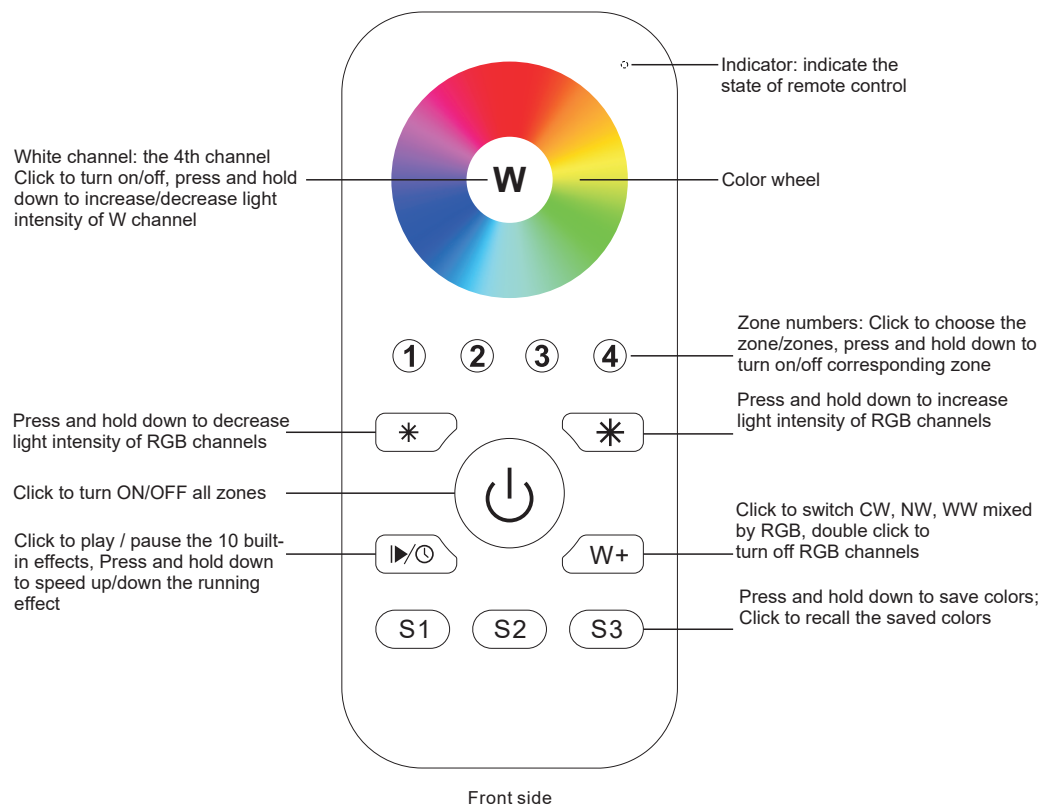 Indicator: indicate the
state of remote control
White channel: the 4th channel
Click to turn on/off, press and hold
down to increase/decrease light
intensity of W channel
W
Color wheel
Zone numbers: Click to choose the
zone/zones, press and hold down to
turn on/off corresponding zone
1 2 3 4
Press and hold down to decrease
light intensity of RGB channels
Press and hold down to increase
light intensity of RGB channels
Click to turn ON/OFF all zones
Click to play / pause the 10 built-
in effects, Press and hold down
to speed up/down the running
effect
Click to switch CW, NW, WW mixed
by RGB, double click to
turn off RGB channels
W+
S1 S2 S3
Press and hold down to save colors;
Click to recall the saved colors
Front side